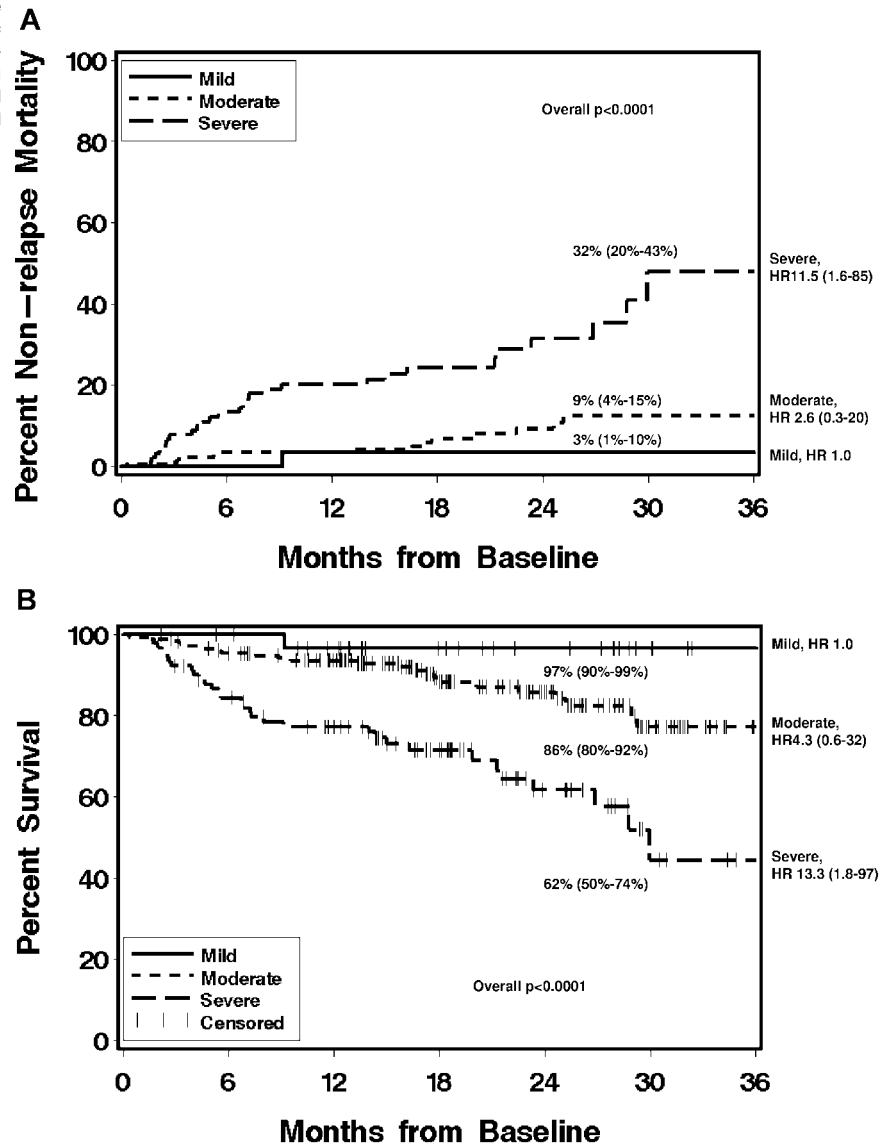 A
Percent Non-relapse Mortality
100
80
60
40
20
0
Mild
Moderate
Severe
Overall p<0.0001
32% (20%-43%)
9% (4%-15%)
3% (1%-10%)
Severe,
HR11.5 (1.6-85)
Moderate,
HR 2.6 (0.3-20)
Mild, HR 1.0
0 6 12 18 24 30 36
Months from Baseline
B
Percent Survival
100
80
60
40
20
0
97% (90%-99%)
86% (80%-92%)
62% (50%-74%)
Mild, HR 1.0
Moderate,
HR4.3 (0.6-32)
Severe,
HR 13.3 (1.8-97)
Mild
Moderate
Severe
Censored
Overall p<0.0001
0 6 12 18 24 30 36
Months from Baseline